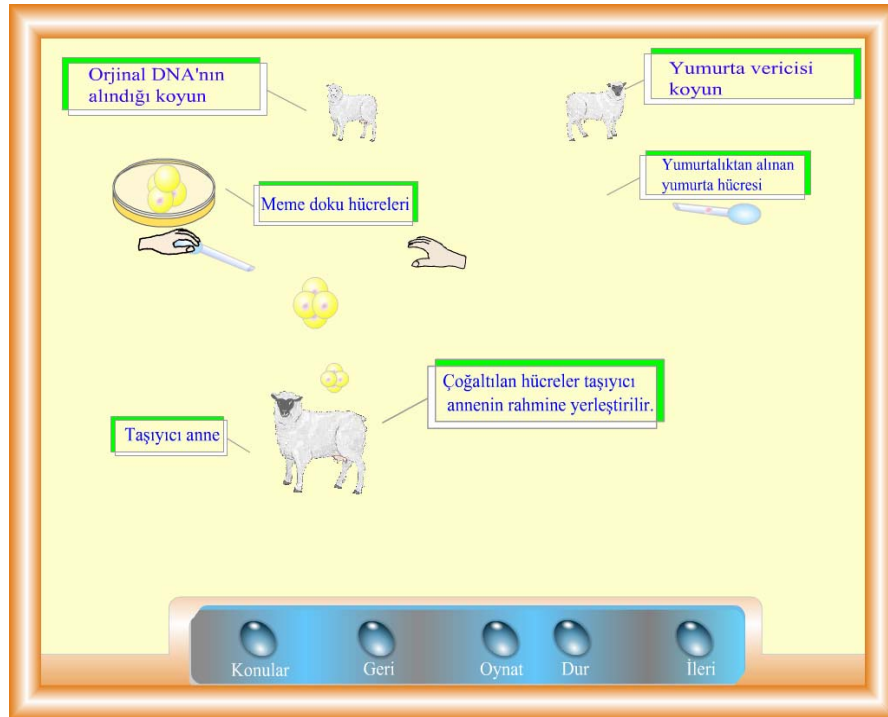 Orjinal DNA'nın
alındığı koyun
Yumurta vericisi
koyun
Yumurtalıktan alınan
yumurta hücresi
Meme doku hücreleri
Çoğaltılan hücreler taşıyıcı
annenin rahmine yerleştirilir.
Taşıyıcı anne
Konular
Geri
Oynat
Dur
İleri